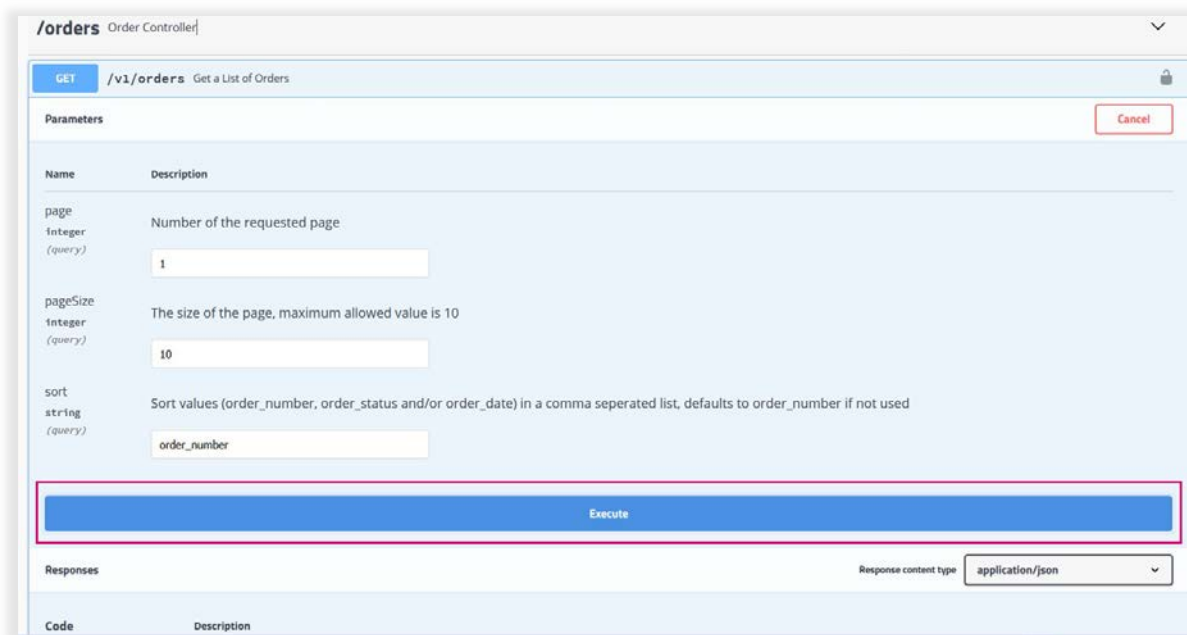 /orders Order Controller
GET /v1/orders Get a List of Orders
Parameters
Cancel
Name Description
page
integer
(query)
Number of the requested page
1
pageSize
integer
(query)
The size of the page, maximum allowed value is 10
10
sort
string
(query)
Sort values (order_number, order_status and/or order_date) in a comma seperated list, defaults to order_number if not used
order_number
Execute
Responses
Response content type application/json
Code Description